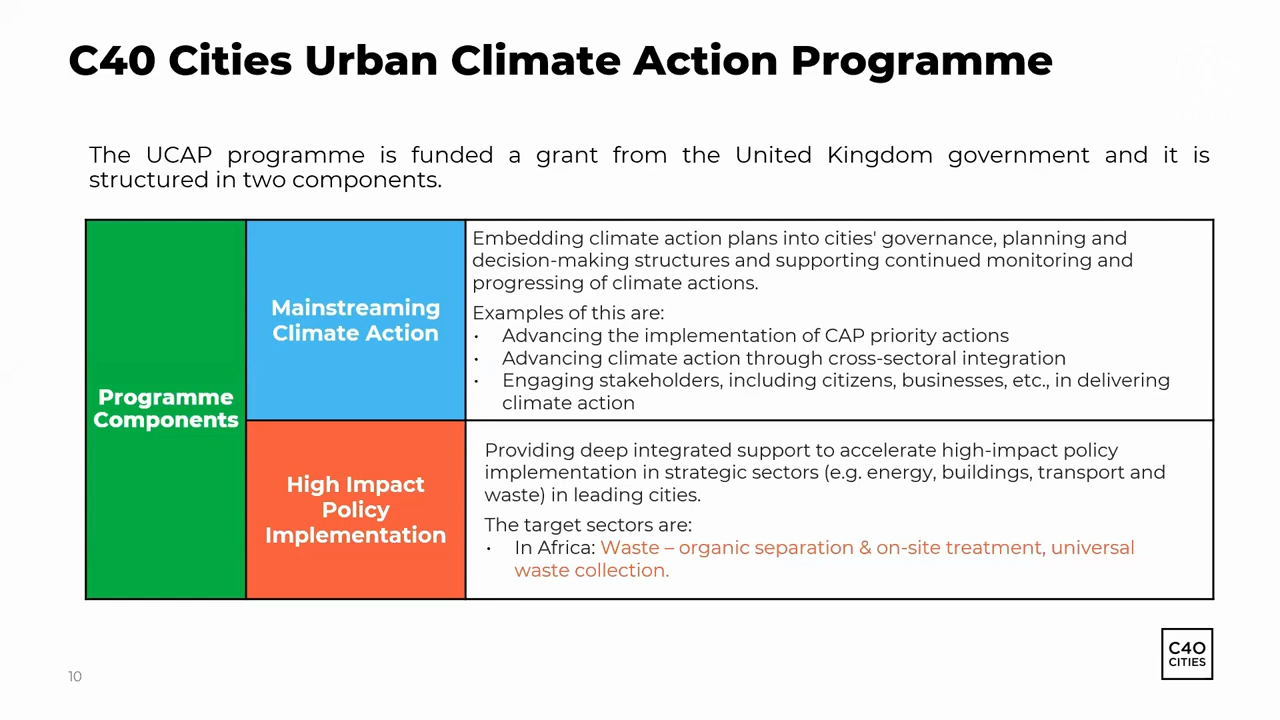 C40 Cities Urban Climate Action Programme
The UCAP programme is funded a grant from the United Kingdom government and it is
structured in two components.
Programme
Components
Mainstreaming
Climate Action
Embedding climate action plans into cities' governance, planning and
decision-making structures and supporting continued monitoring and
progressing of climate actions.
Examples of this are:
• Advancing the implementation of CAP priority actions
• Advancing climate action through cross-sectoral integration
• Engaging stakeholders, including citizens, businesses, etc., in delivering
climate action
High Impact
Policy
Implementation
Providing deep integrated support to accelerate high-impact policy
implementation in strategic sectors (e.g. energy, buildings, transport and
waste) in leading cities.
The target sectors are:
• In Africa: Waste – organic separation & on-site treatment, universal
waste collection.
10
C40
CITIES